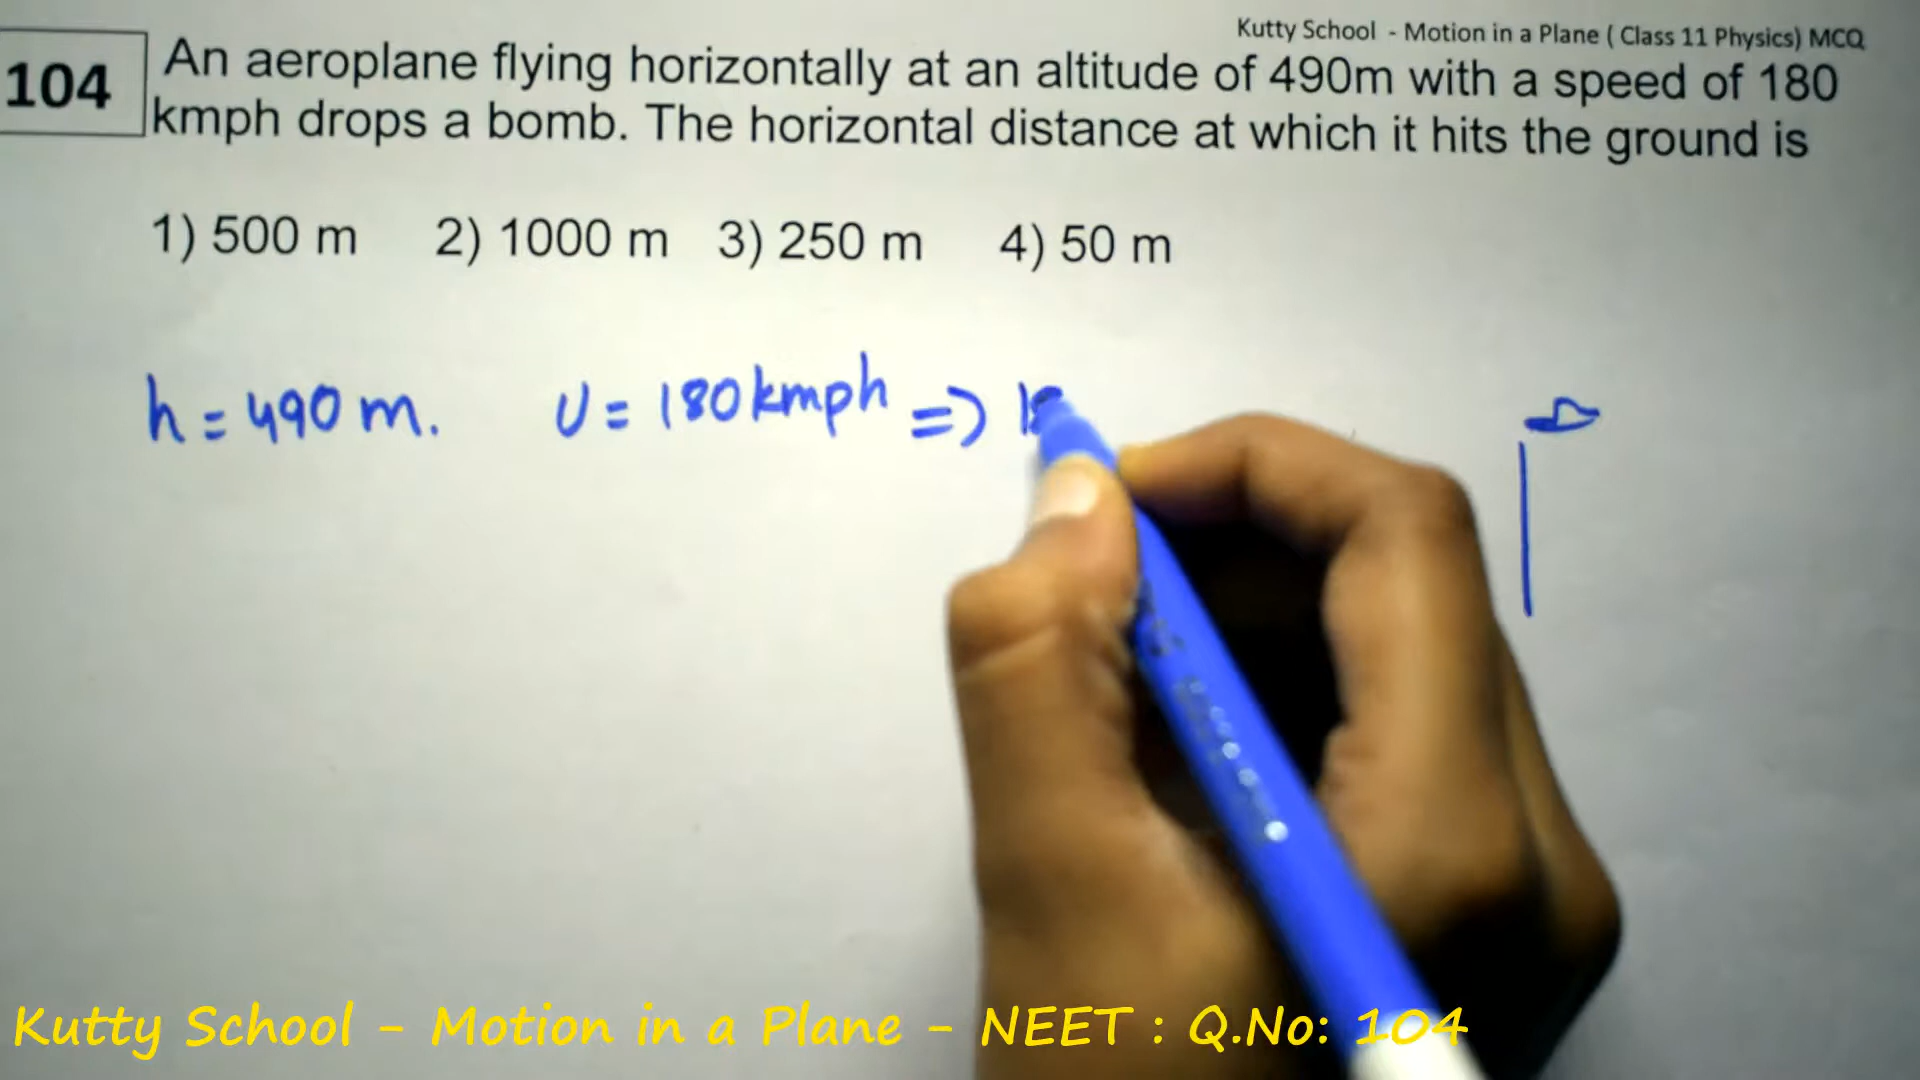 Kutty School - Motion in a Plane ( Class 11 Physics) MCQ
104
An aeroplane flying horizontally at an altitude of 490m with a speed of 180
kmph drops a bomb. The horizontal distance at which it hits the ground is
1) 500 m 2) 1000 m 3) 250 m 4) 50 m
h = 490 m. U = 180 kmph => 18
Kutty School - Motion in a Plane - NEET : Q.No: 104